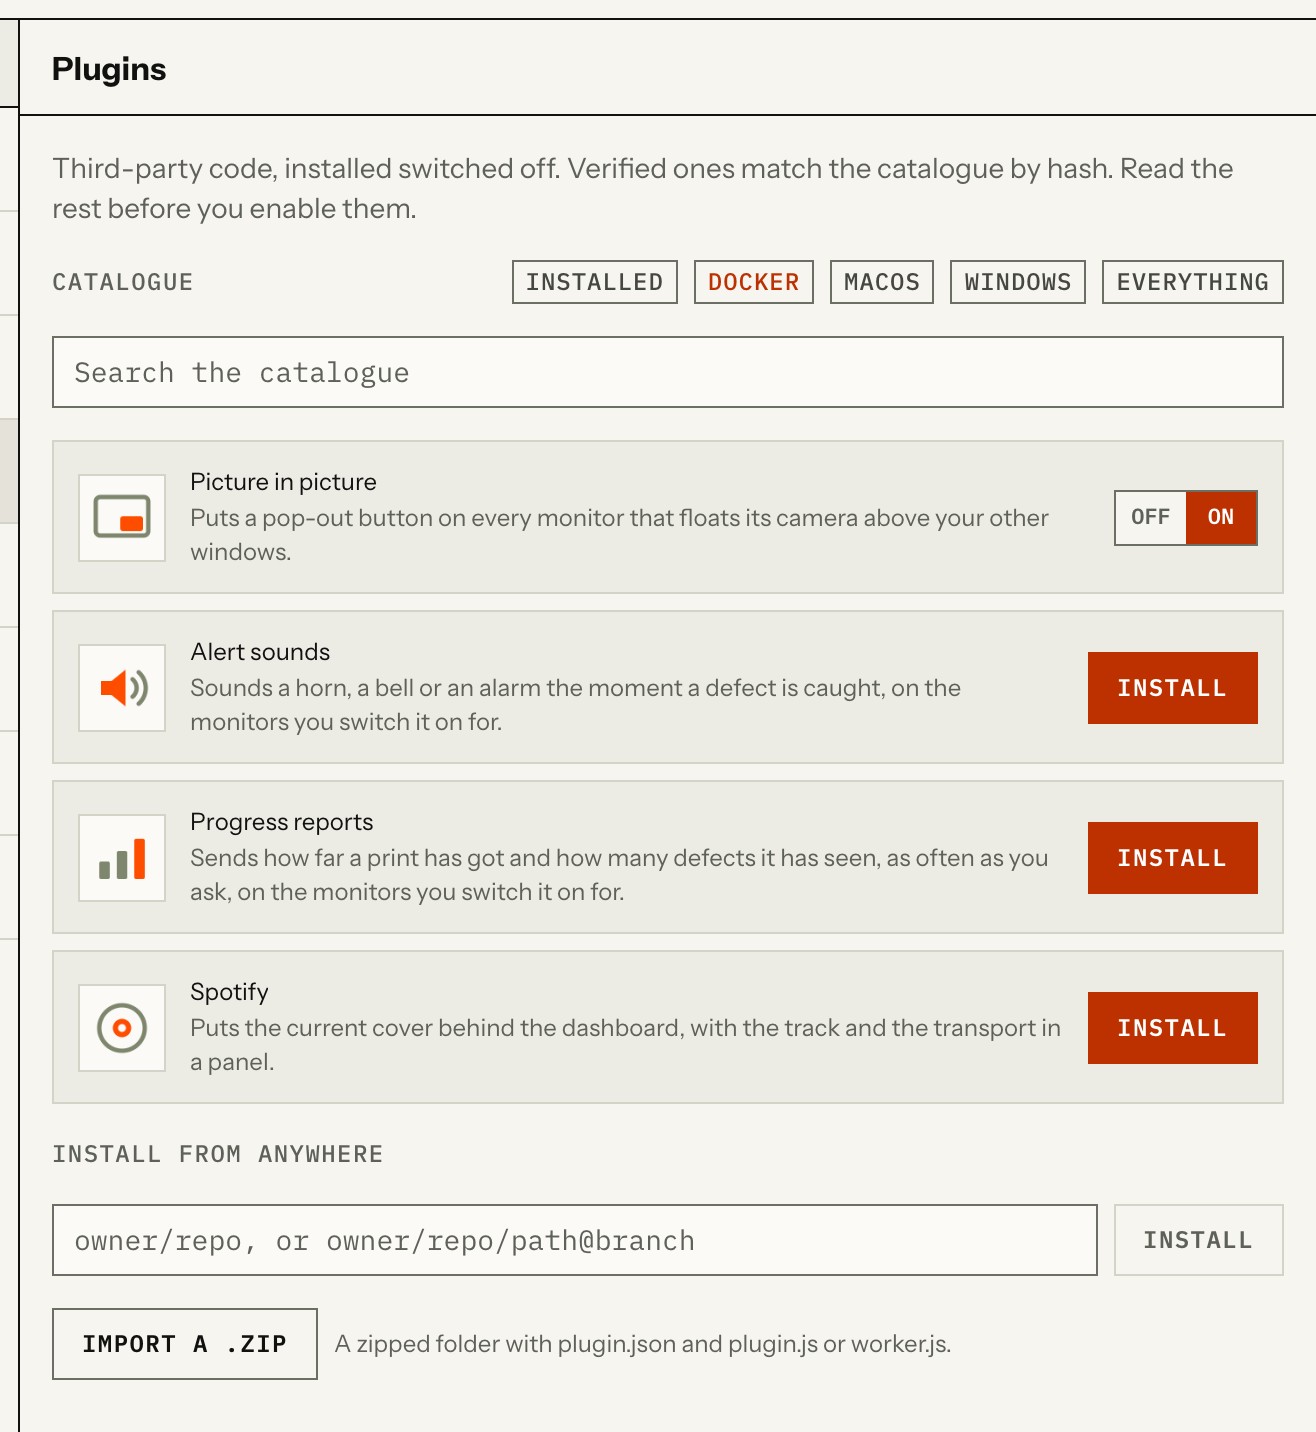 Plugins
Third-party code, installed switched off. Verified ones match the catalogue by hash. Read the
rest before you enable them.
CATALOGUE
INSTALLED
DOCKER
MACOS
WINDOWS
EVERYTHING
Search the catalogue
Picture in picture
Puts a pop-out button on every monitor that floats its camera above your other
windows.
OFF
ON
Alert sounds
Sounds a horn, a bell or an alarm the moment a defect is caught, on the
monitors you switch it on for.
INSTALL
Progress reports
Sends how far a print has got and how many defects it has seen, as often as you
ask, on the monitors you switch it on for.
INSTALL
Spotify
Puts the current cover behind the dashboard, with the track and the transport in
a panel.
INSTALL
INSTALL FROM ANYWHERE
owner/repo, or owner/repo/path@branch
INSTALL
IMPORT A .ZIP
A zipped folder with plugin.json and plugin.js or worker.js.